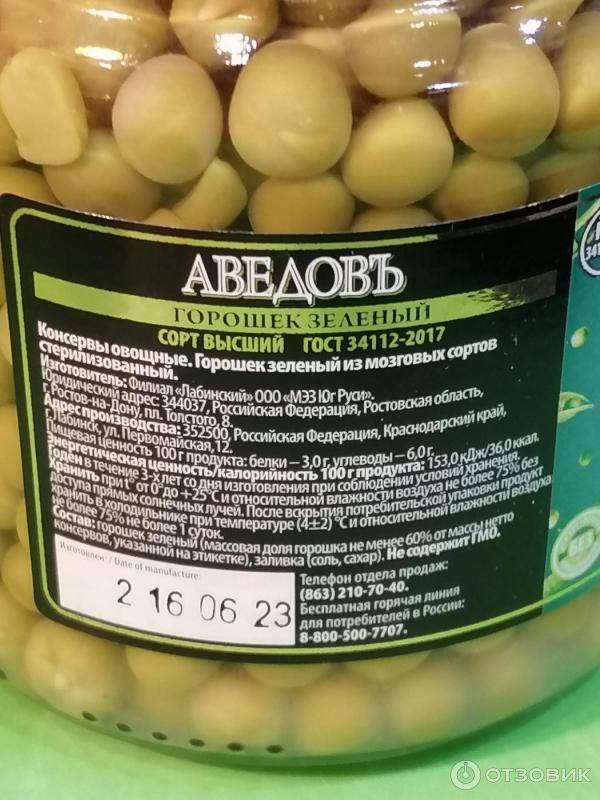 АВЕДОВЪ
ГОРОШЕК ЗЕЛЕНЫЙ
СОРТ ВЫСШИЙ ГОСТ 34112-2017
Консервы овощные. Горошек зеленый из мозговых сортов
стерилизованный.
Изготовитель: Филиал «Лабинский» ООО «МЭЗ Юг Руси».
Юридический адрес: 344037, Российская Федерация, Ростовская область,
г. Ростов-на-Дону, пл. Толстого, 8.
Адрес производства: 352500, Российская Федерация, Краснодарский край,
г. Лабинск, ул. Первомайская, 12.
Пищевая ценность 100 г продукта: белки – 3,0 г, углеводы – 6,0 г.
Энергетическая ценность/калорийность 100 г продукта: 153,0 кДж/36,0 ккал.
Годен в течение 3-х лет со дня изготовления при соблюдении условий хранения.
Хранить при t° от 0° до +25°С и относительной влажности воздуха не более 75% без
доступа прямых солнечных лучей. После вскрытия потребительской упаковки продукт
хранить в холодильнике при температуре (4±2) °С и относительной влажности воздуха
не более 75% не более 1 суток.
Состав: горошек зеленый (массовая доля горошка не менее 60% от массы нетто
консервов, указанной на этикетке), заливка (соль, сахар). Не содержит ГМО.
Изготовлен: / Date of manufacture:
2 16 06 23
Телефон отдела продаж:
(863) 210-70-40.
Бесплатная горячая линия
для потребителей в России:
8-800-500-7707.
БЕЗ
ОТЗОВИК